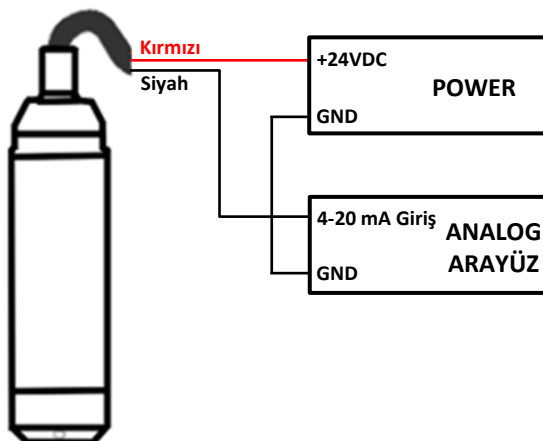 Kırmızı
Siyah
+24VDC
POWER
GND
4-20 mA Giriş
ANALOG
ARAYÜZ
GND